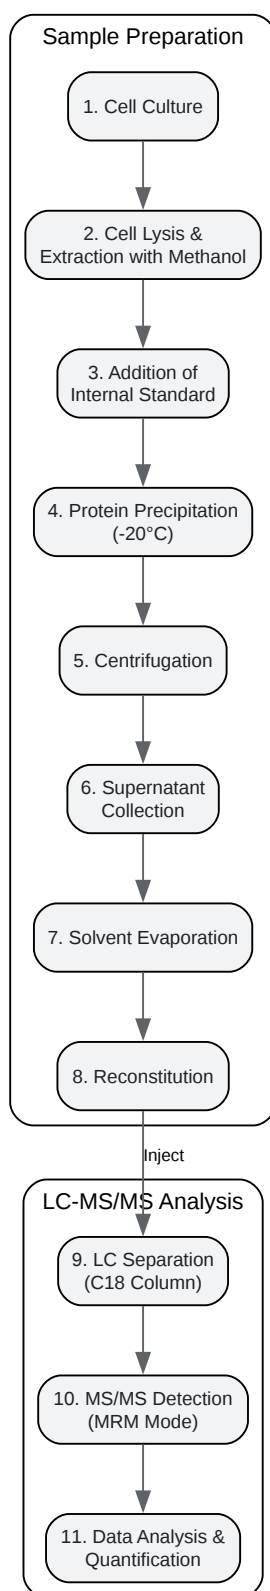 Sample Preparation
1. Cell Culture
2. Cell Lysis &
Extraction with Methanol
3. Addition of
Internal Standard
4. Protein Precipitation
(-20°C)
5. Centrifugation
6. Supernatant
Collection
7. Solvent Evaporation
8. Reconstitution
Inject
LC-MS/MS Analysis
9. LC Separation
(C18 Column)
10. MS/MS Detection
(MRM Mode)
11. Data Analysis &
Quantification